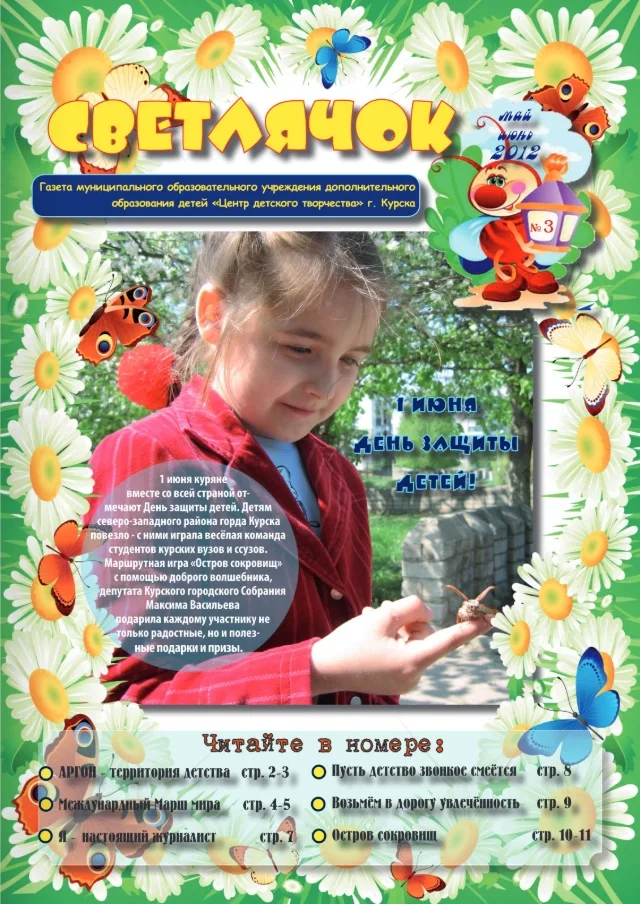 СВЕТЛЯЧОК
май
июнь
2012
Газета муниципального образовательного учреждения дополнительного
образования детей «Центр детского творчества» г. Курска
№ 3
1 ИЮНЯ
ДЕНЬ ЗАЩИТЫ
ДЕТЕЙ!
1 июня куряне
вместе со всей страной от-
мечают День защиты детей. Детям
северо-западного района горда Курска
повезло - с ними играла весёлая команда
студентов курских вузов и ссузов.
Маршрутная игра «Остров сокровищ»
с помощью доброго волшебника,
депутата Курского городского Собрания
Максима Васильева
подарила каждому участнику не
только радостные, но и полез-
ные подарки и призы.
Читайте в номере:
АРГОН - территория детства стр. 2-3
Междунардный Марш мира стр. 4-5
Я - настоящий журналист стр. 7
Пусть детство звонкое смеётся стр. 8
Возьмём в дорогу увлечённость стр. 9
Остров сокровищ стр. 10-11